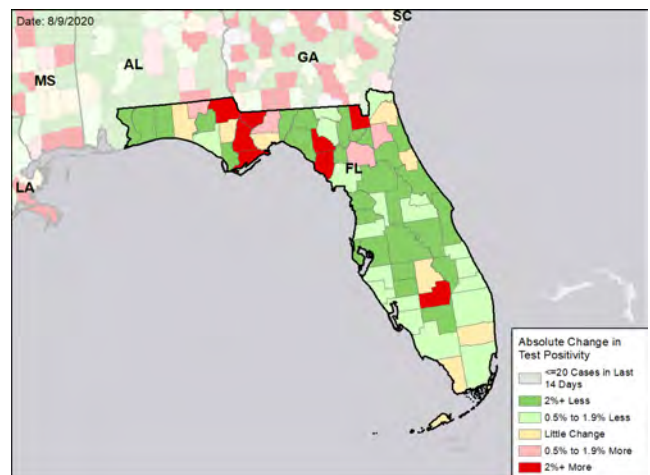 Date: 8/9/2020
SC
AL
GA
MS
FL
LA
Absolute Change in
Test Positivity
<=20 Cases in Last
14 Days
2%+ Less
0.5% to 1.9% Less
Little Change
0.5% to 1.9% More
2%+ More